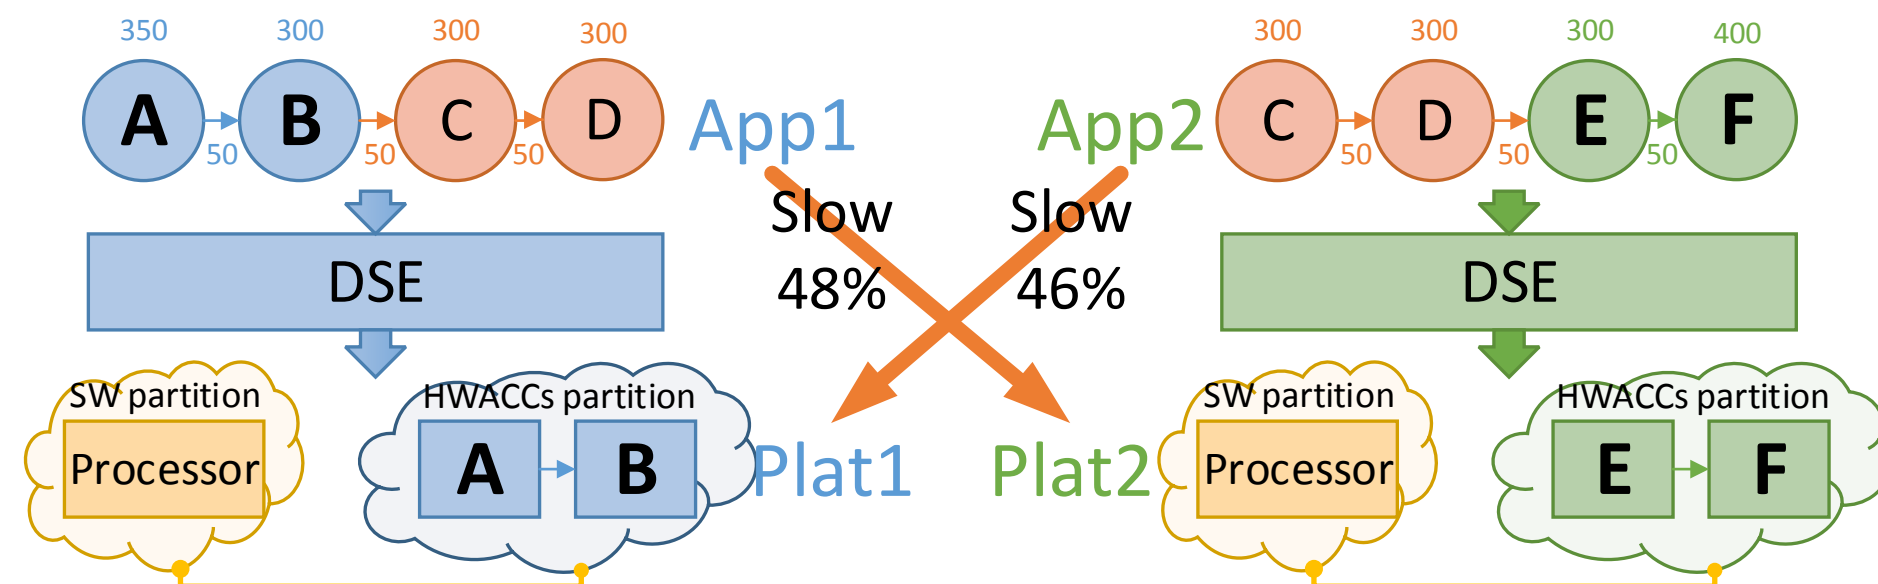 350 300 300 300
A B C D
50 50 50
App1
App2
300 300 300 400
C D E F
50 50 50
DSE
Slow
48%
Slow
46%
DSE
SW partition
Processor
HWACCs partition
A B
Plat1
Plat2
SW partition
Processor
HWACCs partition
E F